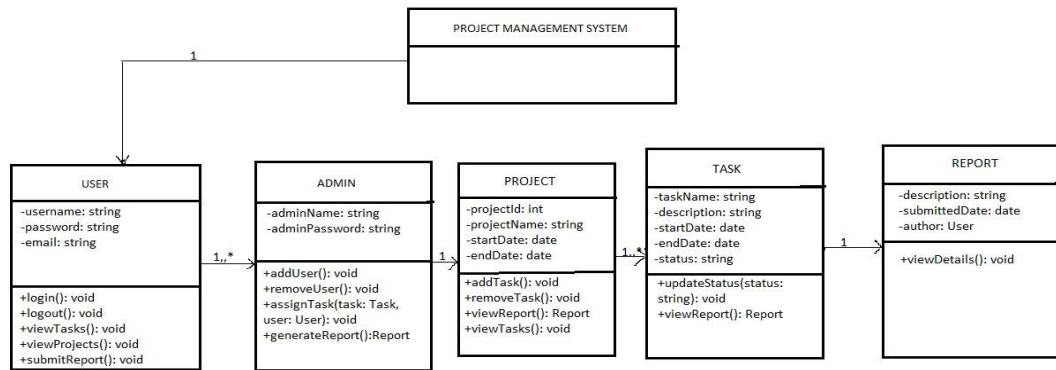 PROJECT MANAGEMENT SYSTEM
1
USER
-username: string
-password: string
-email: string
+login(): void
+logout(): void
+viewTasks(): void
+viewProjects(): void
+submitReport(): void
1,,*
ADMIN
-adminName: string
-adminPassword: string
+addUser(): void
+removeUser(): void
+assignTask(task: Task,
user: User): void
+generateReport():Report
1
PROJECT
-projectId: int
-projectName: string
-startDate: date
-endDate: date
+addTask(): void
+removeTask(): void
+viewReport(): Report
+viewTasks(): void
1,..*
TASK
-taskName: string
-description: string
-startDate: date
-endDate: date
-status: string
+updateStatus(status:
string): void
+viewReport(): Report
1
REPORT
-description: string
-submittedDate: date
-author: User
+viewDetails(): void